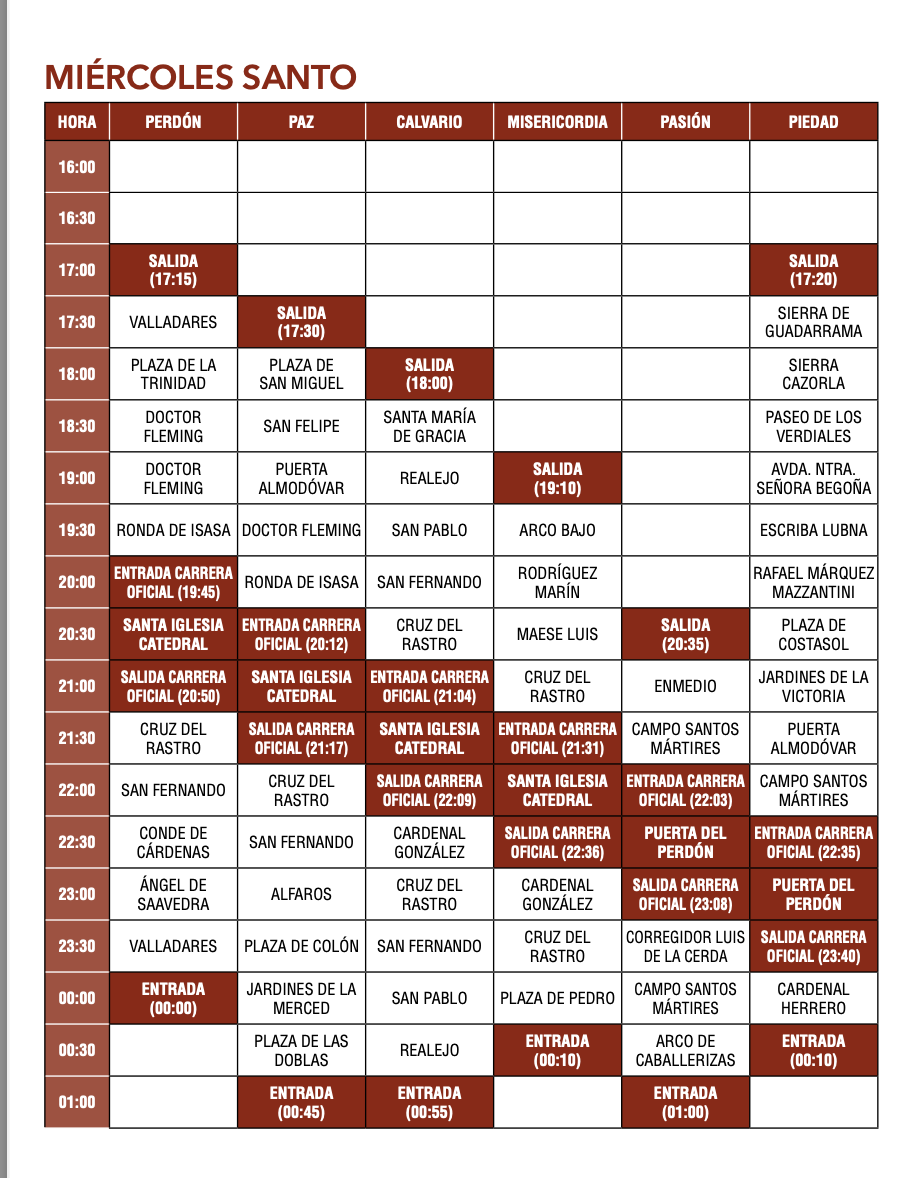 MIÉRCOLES SANTO
HORA PERDÓN PAZ CALVARIO MISERICORDIA PASIÓN PIEDAD
16:00
16:30
17:00 SALIDA (17:15) SALIDA (17:20)
17:30 VALLADARES SALIDA (17:30) SIERRA DE GUADARRAMA
18:00 PLAZA DE LA TRINIDAD PLAZA DE SAN MIGUEL SALIDA (18:00) SIERRA CAZORLA
18:30 DOCTOR FLEMING SAN FELIPE SANTA MARÍA DE GRACIA PASEO DE LOS VERDIALES
19:00 DOCTOR FLEMING PUERTA ALMODÓVAR REALEJO SALIDA (19:10) AVDA. NTRA. SEÑORA BEGOÑA
19:30 RONDA DE ISASA DOCTOR FLEMING SAN PABLO ARCO BAJO ESCRIBA LUBNA
20:00 ENTRADA CARRERA OFICIAL (19:45) RONDA DE ISASA SAN FERNANDO RODRÍGUEZ MARÍN RAFAEL MÁRQUEZ MAZZANTINI
20:30 SANTA IGLESIA CATEDRAL ENTRADA CARRERA OFICIAL (20:12) CRUZ DEL RASTRO MAESE LUIS SALIDA (20:35) PLAZA DE COSTASOL
21:00 SALIDA CARRERA OFICIAL (20:50) SANTA IGLESIA CATEDRAL ENTRADA CARRERA OFICIAL (21:04) CRUZ DEL RASTRO ENMEDIO JARDINES DE LA VICTORIA
21:30 CRUZ DEL RASTRO SALIDA CARRERA OFICIAL (21:17) SANTA IGLESIA CATEDRAL ENTRADA CARRERA OFICIAL (21:31) CAMPO SANTOS MÁRTIRES PUERTA ALMODÓVAR
22:00 SAN FERNANDO CRUZ DEL RASTRO SALIDA CARRERA OFICIAL (22:09) SANTA IGLESIA CATEDRAL ENTRADA CARRERA OFICIAL (22:03) CAMPO SANTOS MÁRTIRES
22:30 CONDE DE CÁRDENAS SAN FERNANDO CARDENAL GONZÁLEZ SALIDA CARRERA OFICIAL (22:36) PUERTA DEL PERDÓN ENTRADA CARRERA OFICIAL (22:35)
23:00 ÁNGEL DE SAAVEDRA ALFAROS CRUZ DEL RASTRO CARDENAL GONZÁLEZ SALIDA CARRERA OFICIAL (23:08) PUERTA DEL PERDÓN
23:30 VALLADARES PLAZA DE COLÓN SAN FERNANDO CRUZ DEL RASTRO CORREGIDOR LUIS DE LA CERDA SALIDA CARRERA OFICIAL (23:40)
00:00 ENTRADA (00:00) JARDINES DE LA MERCED SAN PABLO PLAZA DE PEDRO CAMPO SANTOS MÁRTIRES CARDENAL HERRERO
00:30 PLAZA DE LAS DOBLAS REALEJO ENTRADA (00:10) ARCO DE CABALLERIZAS ENTRADA (00:10)
01:00 ENTRADA (00:45) ENTRADA (00:55) ENTRADA (01:00)